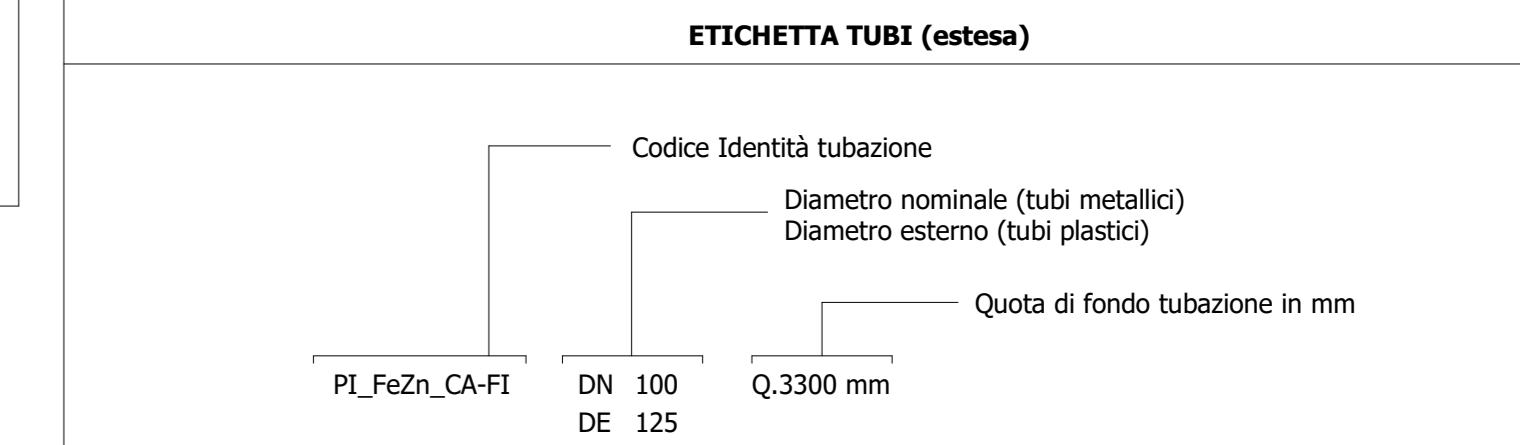 ETICHETTA TUBI (estesa)
Codice Identità tubazione
Diametro nominale (tubi metallici)
Diametro esterno (tubi plastici)
Quota di fondo tubazione in mm
PI_FeZn_CA-FI DN 100 Q.3300 mm
DE 125